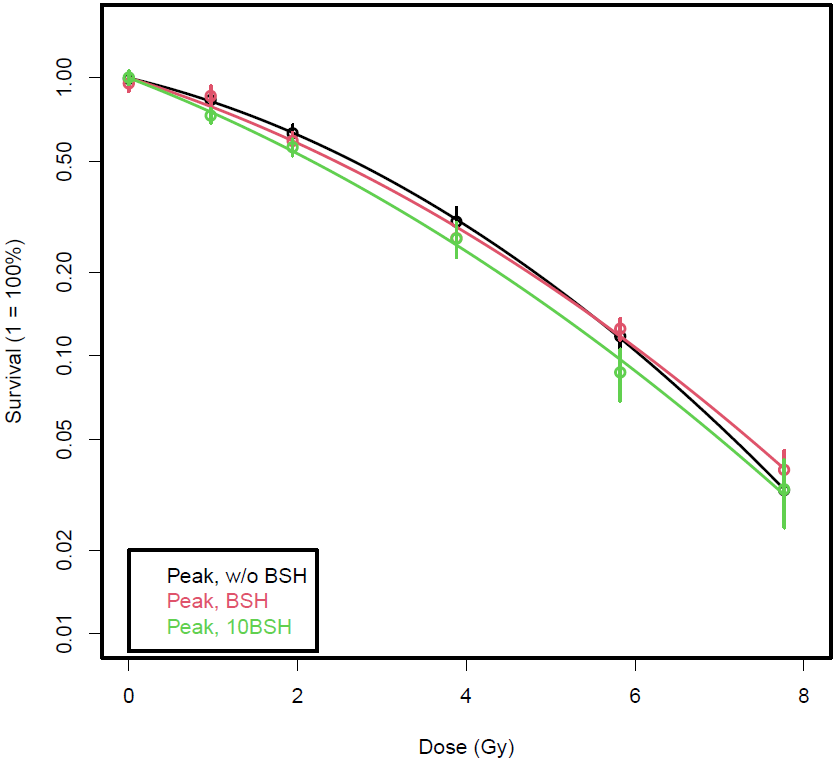 1.00
0.50
0.20
0.10
0.05
0.02
0.01
Survival (1 = 100%)
Peak, w/o BSH
Peak, BSH
Peak, 10BSH
0 2 4 6 8
Dose (Gy)